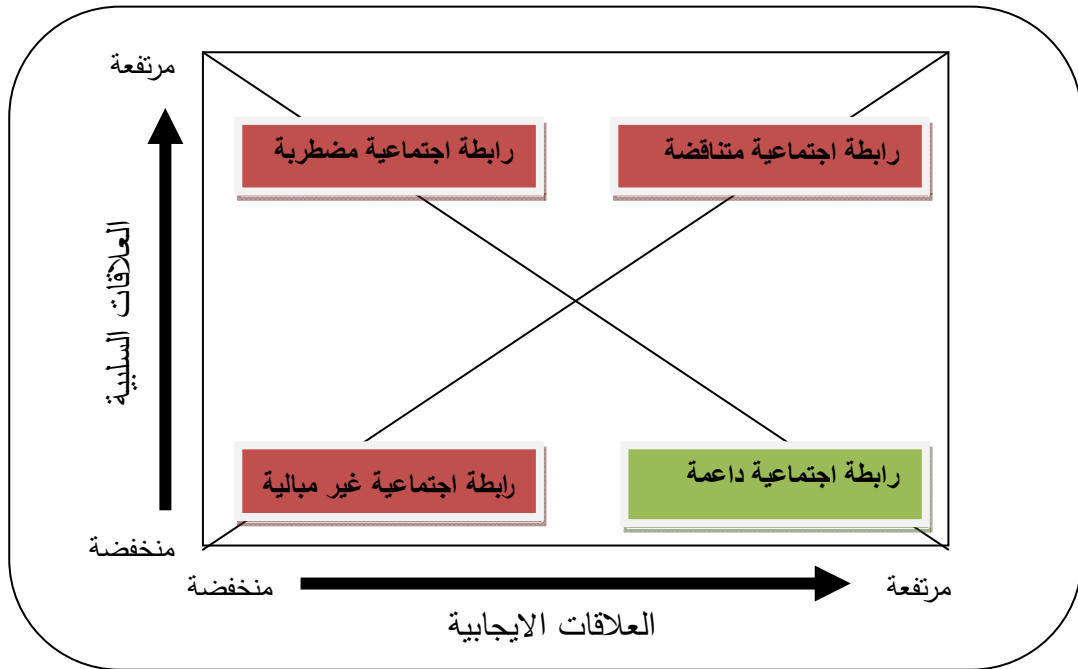 مرتفعة
رابطة اجتماعية متناقضة
رابطة اجتماعية مضطربة
العلاقات السلبية
رابطة اجتماعية داعمة
رابطة اجتماعية غير مبالية
منخفضة
مرتفعة
منخفضة
العلاقات الايجابية